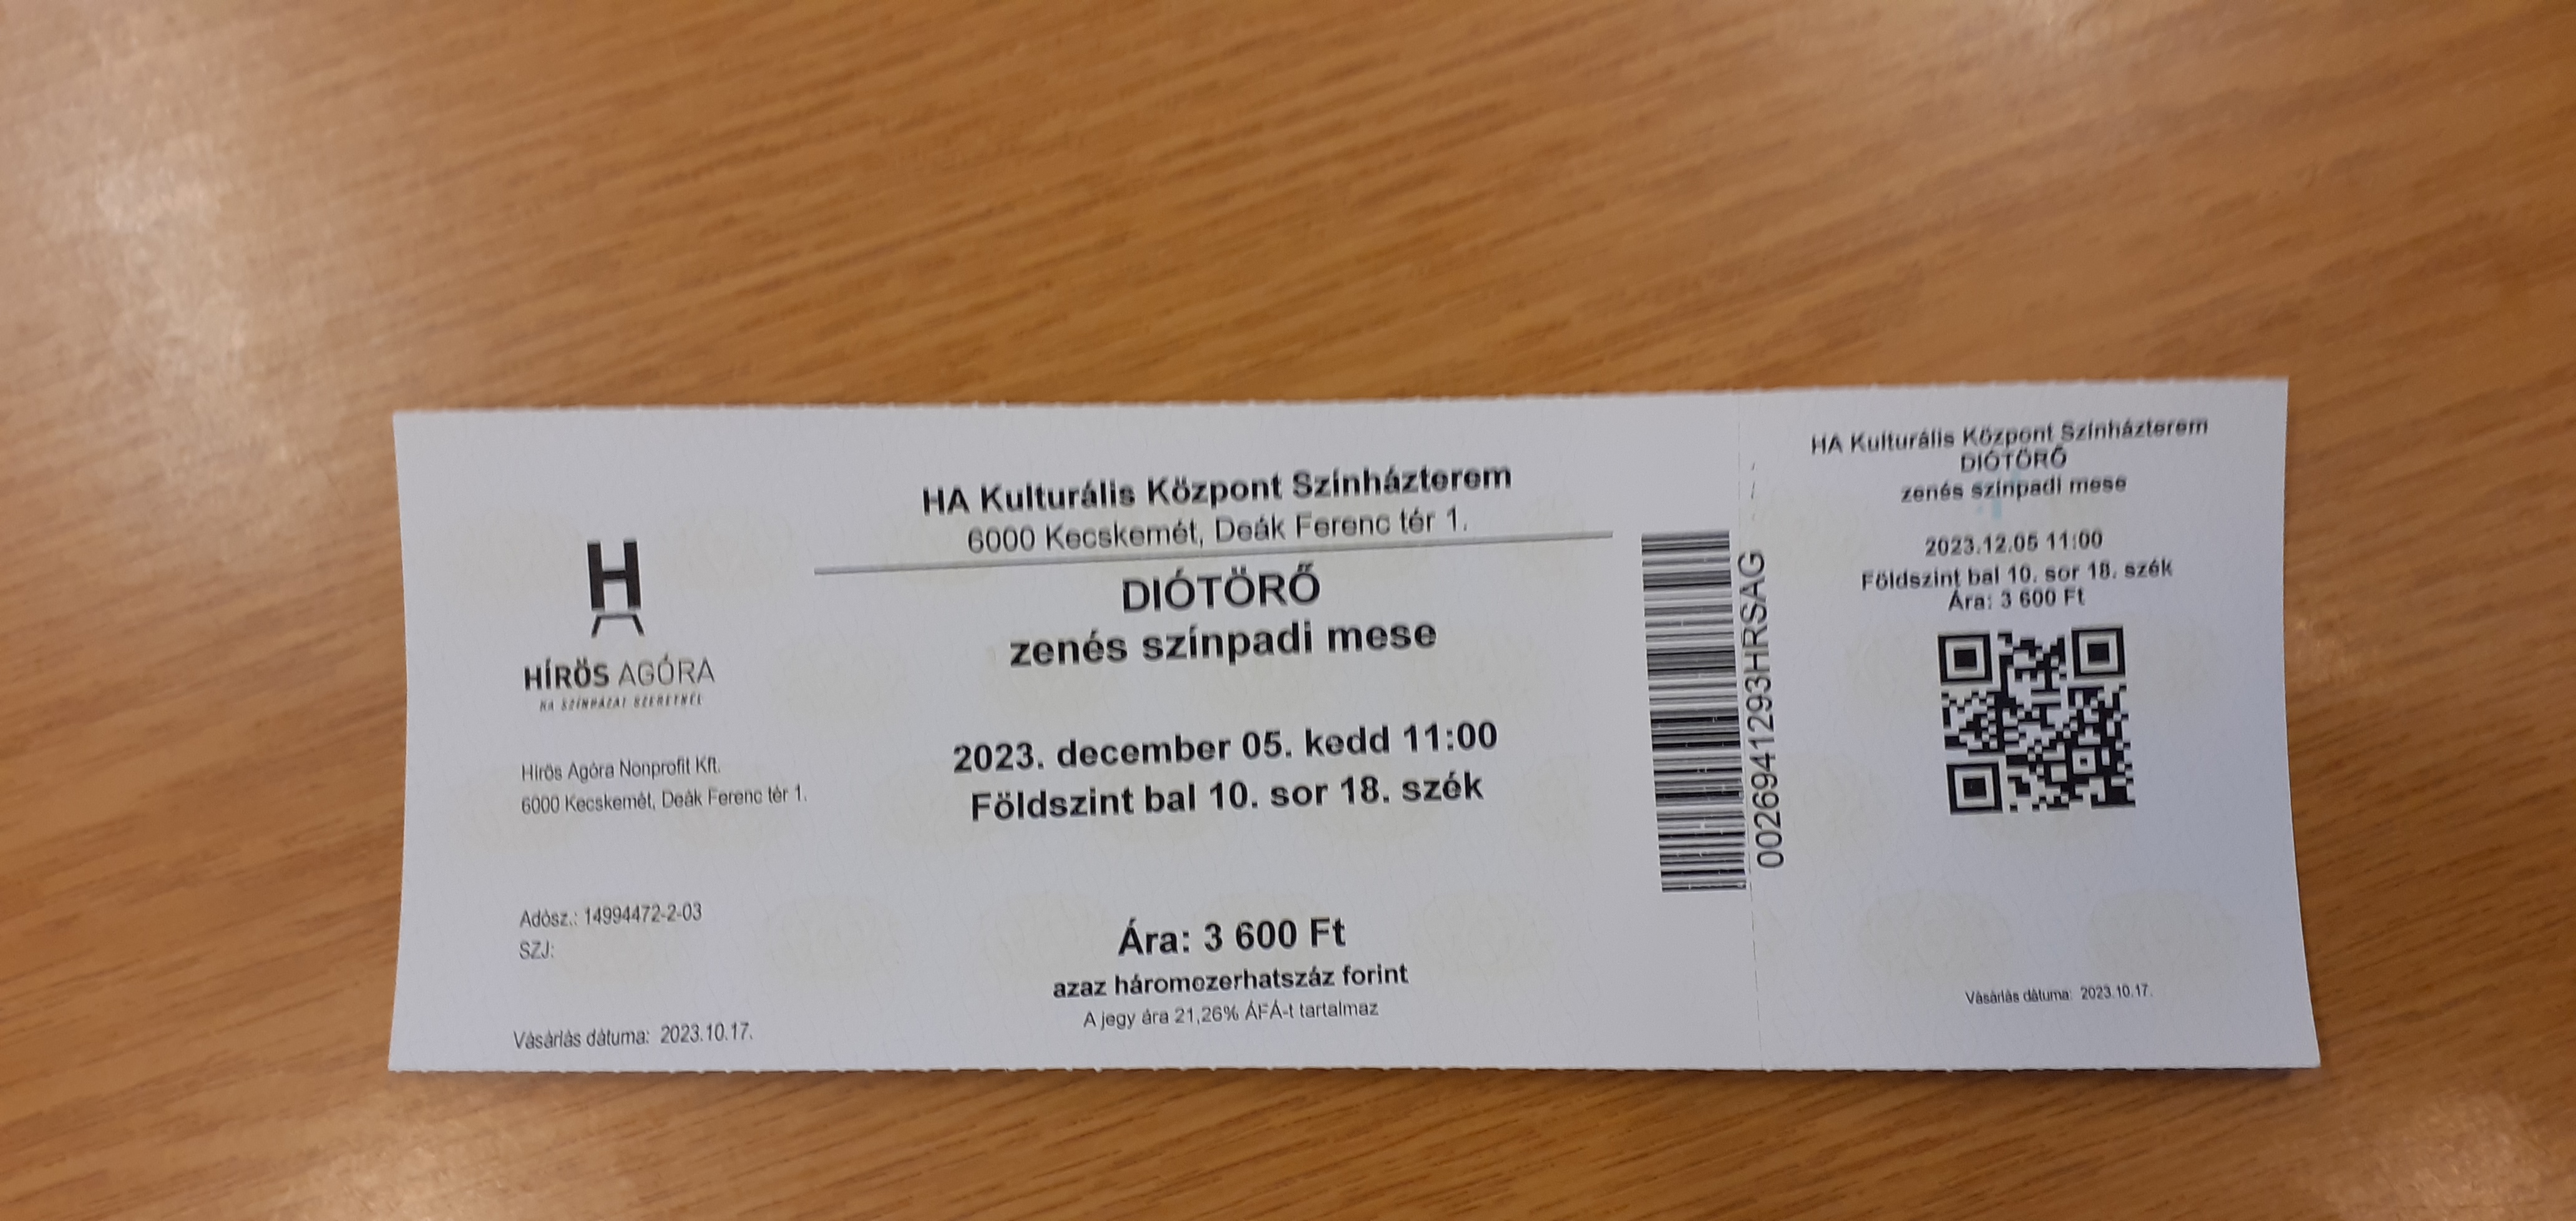 H
HÍRÖS AGÓRA
HA SZÍNHÁZAT SZERETNÉL
Hírös Agóra Nonprofit Kft.
6000 Kecskemét, Deák Ferenc tér 1.
Adósz.: 14994472-2-03
SZJ:
Vásárlás dátuma: 2023.10.17.
HA Kulturális Központ Színházterem
6000 Kecskemét, Deák Ferenc tér 1.
DIÓTÖRŐ
zenés színpadi mese
2023. december 05. kedd 11:00
Földszint bal 10. sor 18. szék
Ára: 3 600 Ft
azaz háromezerhatszáz forint
A jegy ára 21,26% ÁFÁ-t tartalmaz
0026941293HRSAG
HA Kulturális Központ Színházterem
DIÓTÖRŐ
zenés színpadi mese
2023.12.05 11:00
Földszint bal 10. sor 18. szék
Ára: 3 600 Ft
Vásárlás dátuma: 2023.10.17.